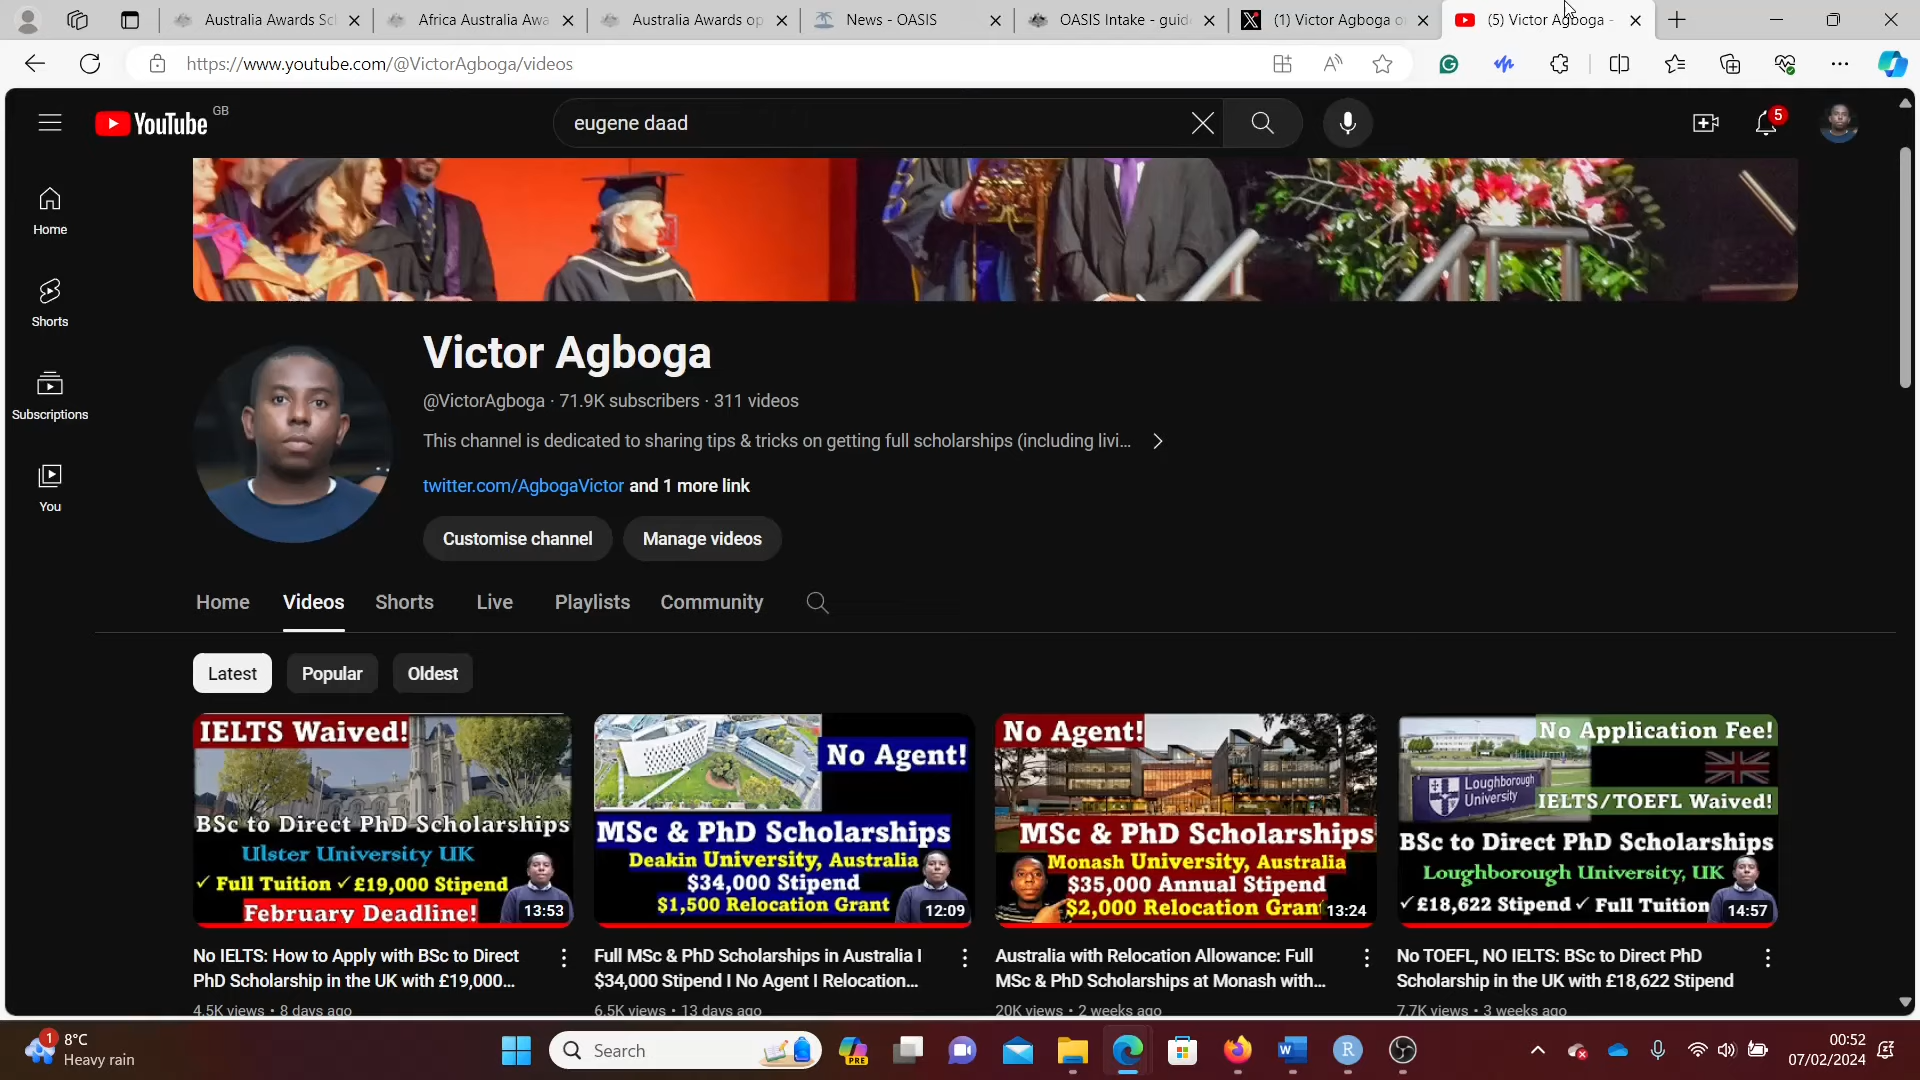 Australia Awards Sc
Africa Australia Awa
Australia Awards op
News - OASIS
OASIS Intake - guid
(1) Victor Agboga o
(5) Victor Agboga -
https://www.youtube.com/@VictorAgboga/videos
YouTube GB
eugene daad
5
Home
Shorts
Subscriptions
You
Victor Agboga
@VictorAgboga · 71.9K subscribers · 311 videos
This channel is dedicated to sharing tips & tricks on getting full scholarships (including livi...
twitter.com/AgbogaVictor and 1 more link
Customise channel
Manage videos
Home
Videos
Shorts
Live
Playlists
Community
Latest
Popular
Oldest
IELTS Waived!
BSc to Direct PhD Scholarships
Ulster University UK
✓ Full Tuition ✓ £19,000 Stipend
February Deadline!
13:53
No IELTS: How to Apply with BSc to Direct
PhD Scholarship in the UK with £19,000...
4.5K views • 8 days ago
No Agent!
MSc & PhD Scholarships
Deakin University, Australia
$34,000 Stipend
$1,500 Relocation Grant
12:09
Full MSc & PhD Scholarships in Australia I
$34,000 Stipend I No Agent I Relocation...
6.5K views • 13 days ago
No Agent!
MSc & PhD Scholarships
Monash University, Australia
$35,000 Annual Stipend
$2,000 Relocation Grant
13:24
Australia with Relocation Allowance: Full
MSc & PhD Scholarships at Monash with...
20K views • 2 weeks ago
No Application Fee!
Loughborough
University
IELTS/TOEFL Waived!
BSc to Direct PhD Scholarships
Loughborough University, UK
✓ £18,622 Stipend ✓ Full Tuition
14:57
No TOEFL, NO IELTS: BSc to Direct PhD
Scholarship in the UK with £18,622 Stipend
7.7K views • 3 weeks ago
1
8°C
Heavy rain
Search
PRE
00:52
07/02/2024